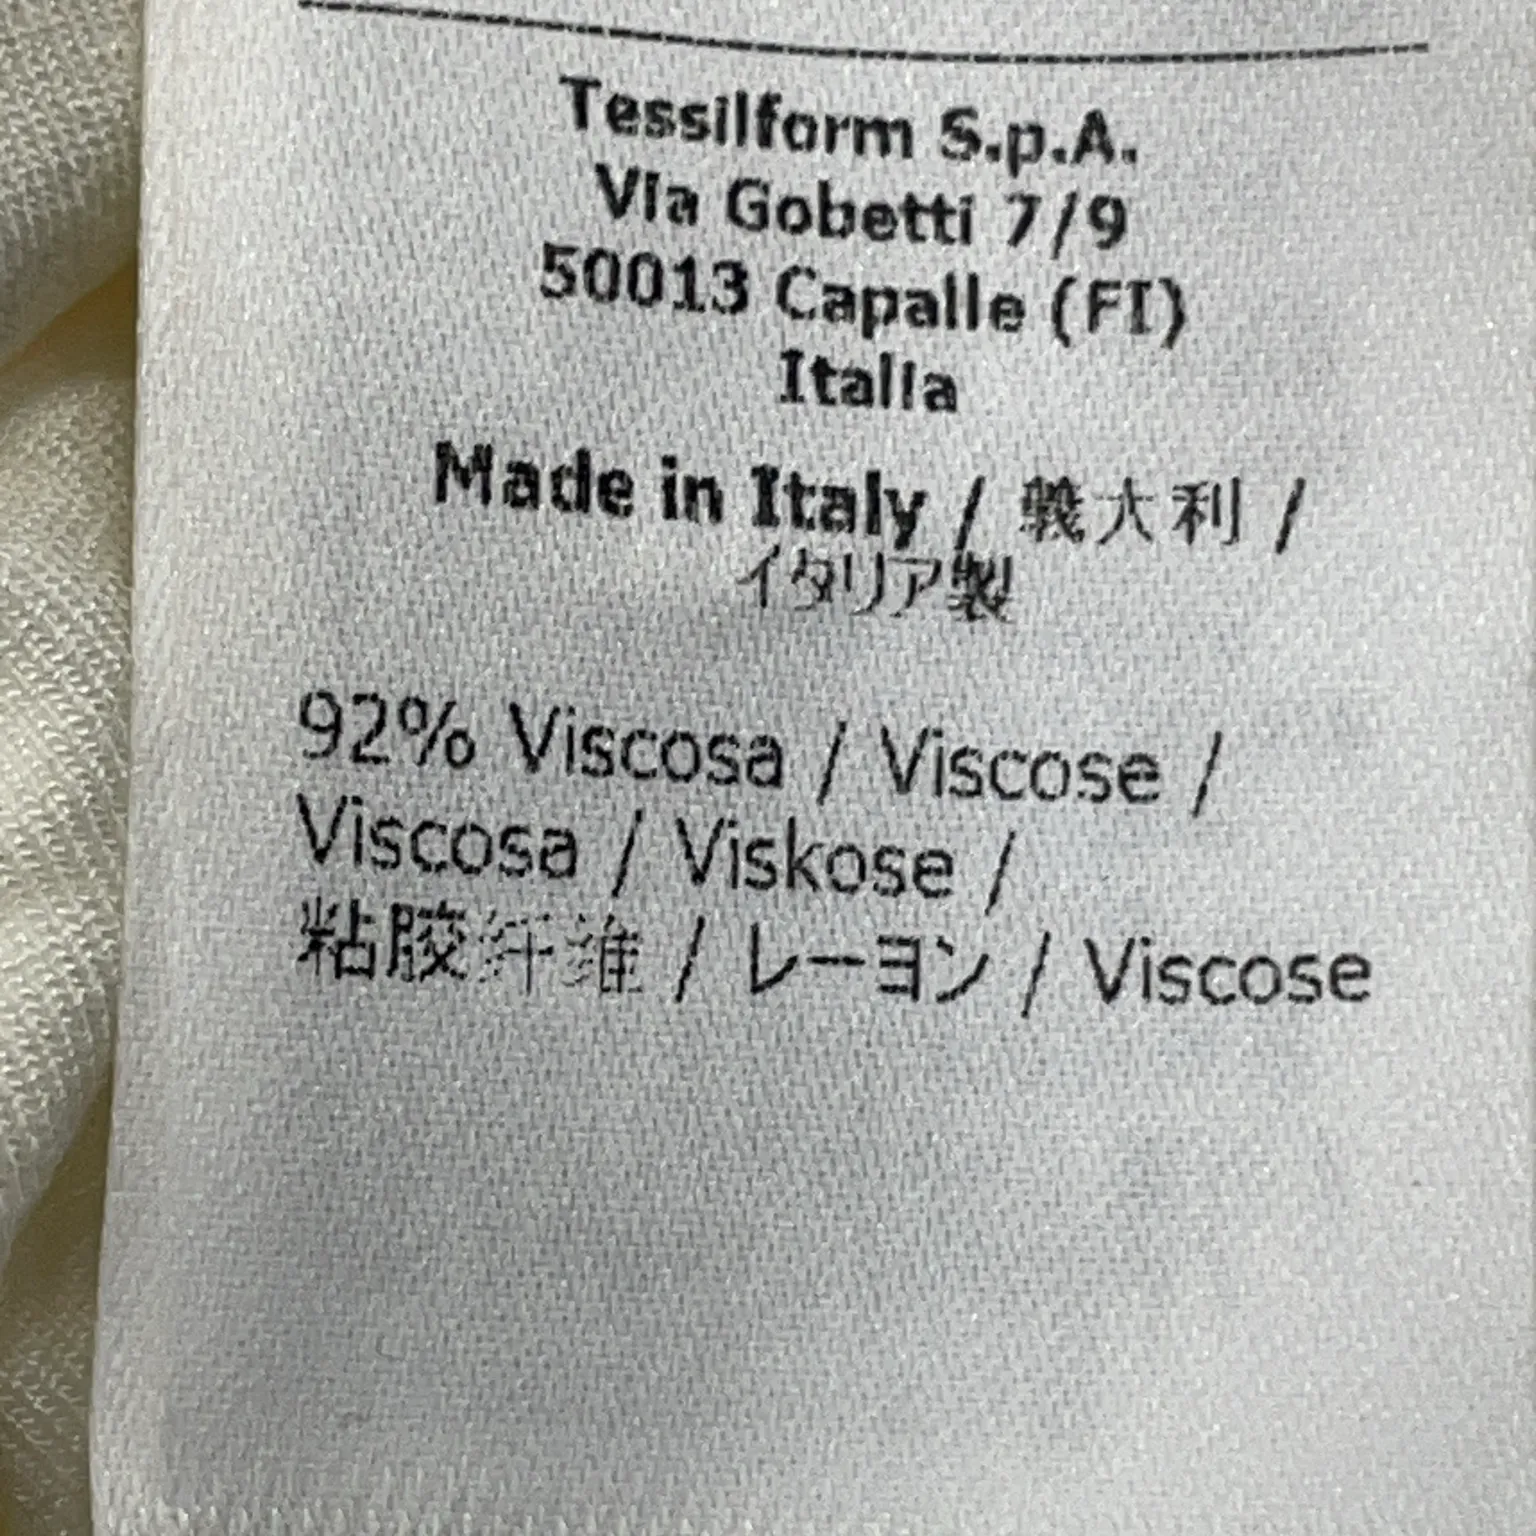 Tessilform S.p.A.
Via Gobetti 7/9
50013 Capalle (FI)
Italia
Made in Italy / 義大利 /
イタリア製
92% Viscosa / Viscose /
Viscosa / Viskose /
粘胶纤维 / レーヨン / Viscose